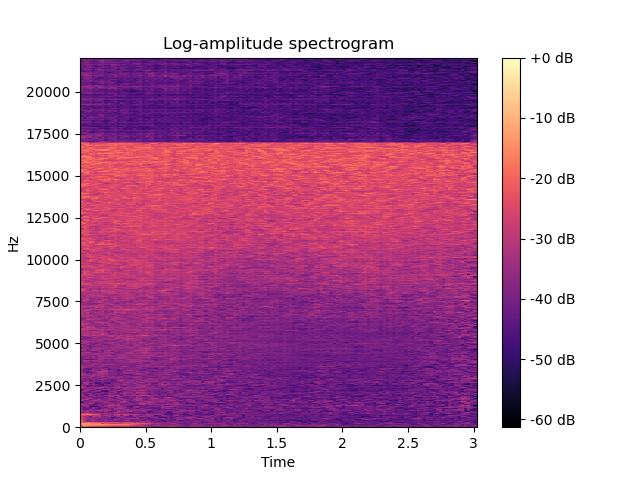 Log-amplitude spectrogram
Hz
20000
17500
15000
12500
10000
7500
5000
2500
0
0 0.5 1 1.5 2 2.5 3
Time
+0 dB
-10 dB
-20 dB
-30 dB
-40 dB
-50 dB
-60 dB